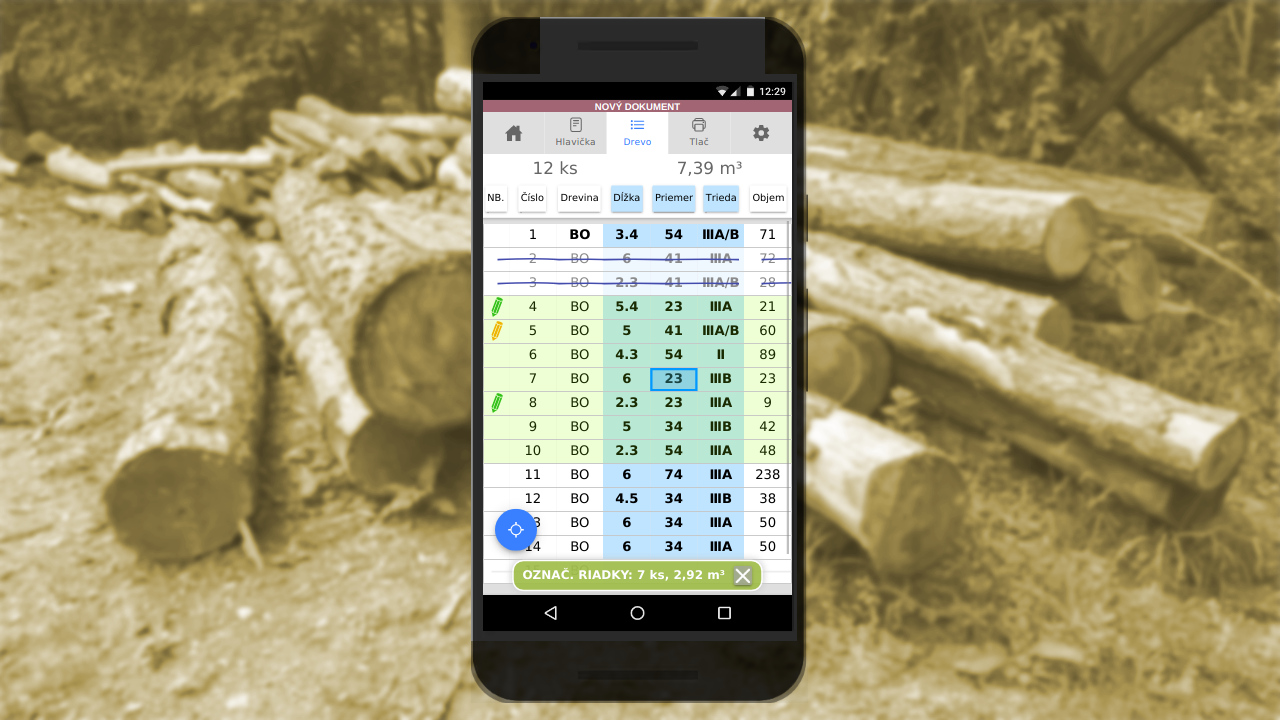 12:29
NOVÝ DOKUMENT
Hlavička Drevo Tlač
12 ks 7,39 m³
NB. Číslo Drevina Dĺžka Priemer Trieda Objem
1 BO 3.4 54 IIIA/B 71
2 BO 6 41 IIIA 72
3 BO 2.3 41 IIIA/B 28
4 BO 5.4 23 IIIA 21
5 BO 5 41 IIIA/B 60
6 BO 4.3 54 II 89
7 BO 6 23 IIIB 23
8 BO 2.3 23 IIIA 9
9 BO 5 34 IIIB 42
10 BO 2.3 54 IIIA 48
11 BO 6 74 IIIA 238
12 BO 4.5 34 IIIB 38
3 BO 6 34 IIIA 50
14 BO 6 34 IIIA 50
OZNAČ. RIADKY: 7 ks, 2,92 m³